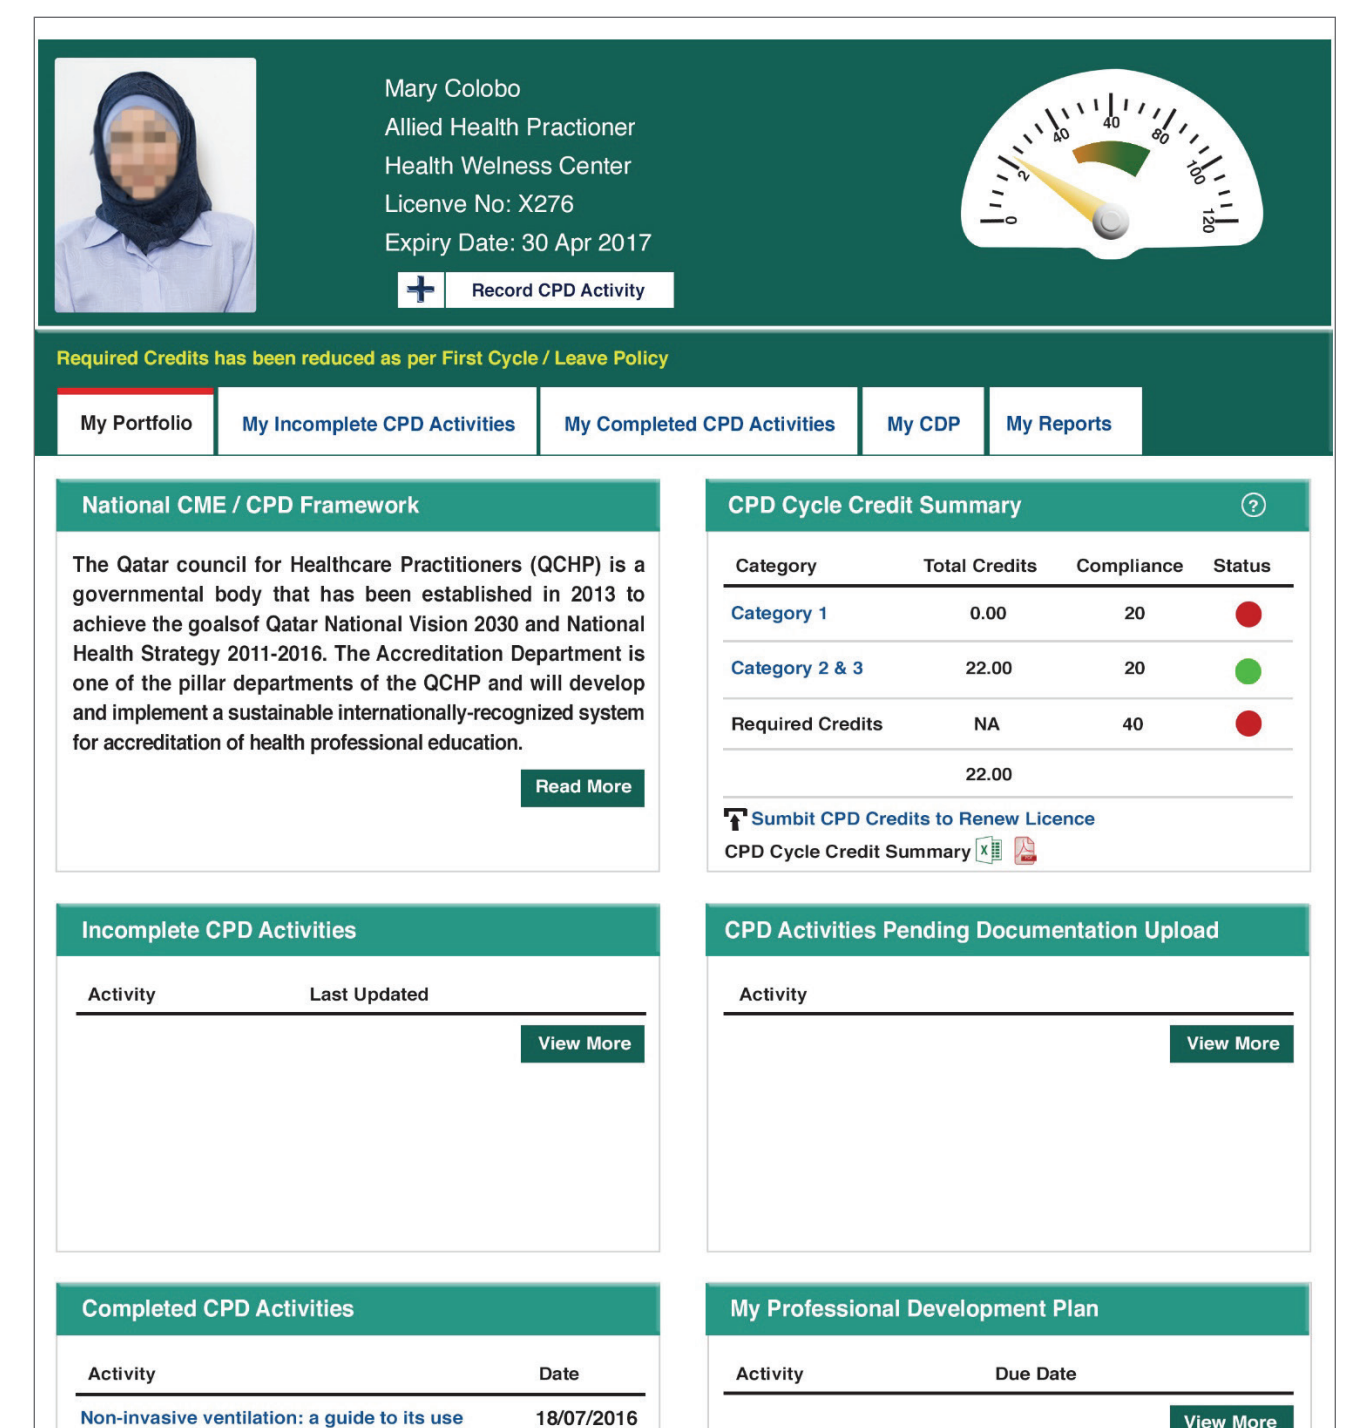 Mary Colobo
Allied Health Practioner
Health Welness Center
Licenve No: X276
Expiry Date: 30 Apr 2017
Record CPD Activity
0 2 40 40 80 100 120
Required Credits has been reduced as per First Cycle / Leave Policy
My Portfolio My Incomplete CPD Activities My Completed CPD Activities My CDP My Reports
National CME / CPD Framework
The Qatar council for Healthcare Practitioners (QCHP) is a
governmental body that has been established in 2013 to
achieve the goalsof Qatar National Vision 2030 and National
Health Strategy 2011-2016. The Accreditation Department is
one of the pillar departments of the QCHP and will develop
and implement a sustainable internationally-recognized system
for accreditation of health professional education.
Read More
CPD Cycle Credit Summary ?
Category Total Credits Compliance Status
Category 1 0.00 20
Category 2 & 3 22.00 20
Required Credits NA 40
22.00
Sumbit CPD Credits to Renew Licence
CPD Cycle Credit Summary
Incomplete CPD Activities
Activity Last Updated
View More
CPD Activities Pending Documentation Upload
Activity
View More
Completed CPD Activities
Activity Date
Non-invasive ventilation: a guide to its use 18/07/2016
My Professional Development Plan
Activity Due Date
View More